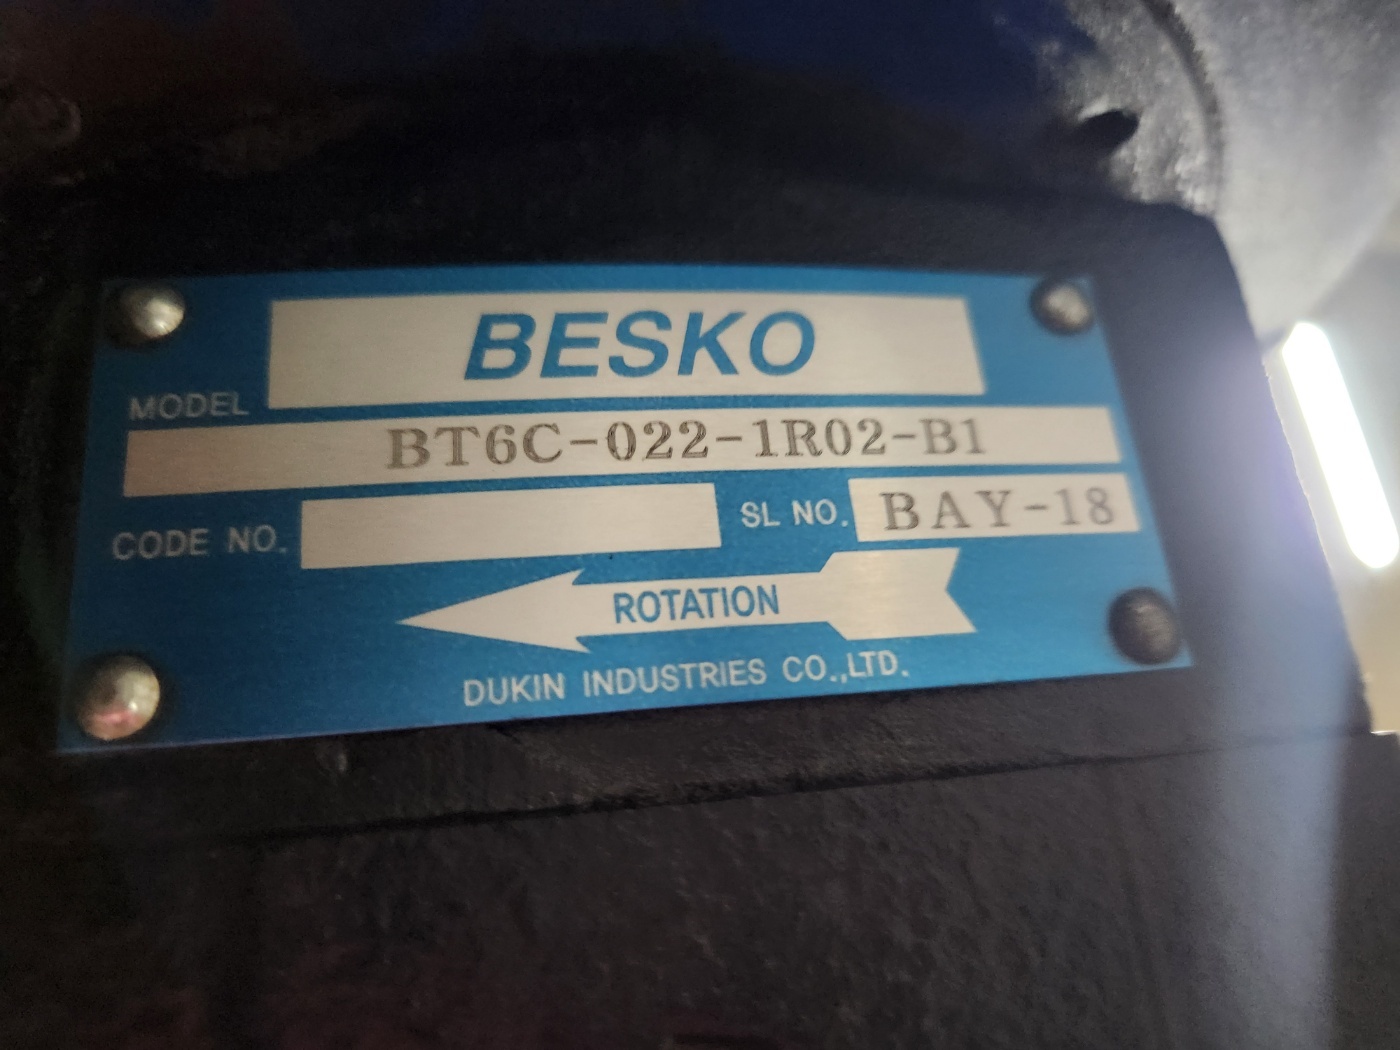 BESKO
MODEL
BT6C-022-1R02-B1
CODE NO. SL NO. BAY-18
ROTATION
DUKIN INDUSTRIES CO.,LTD.